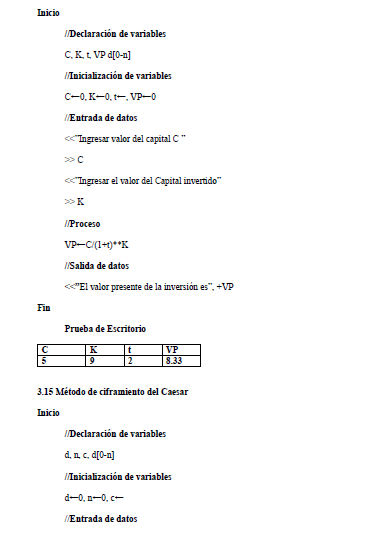 Inicio
//Declaración de variables
C, K, t, VP d[0-n]
//Inicialización de variables
C←0, K←0, t←, VP←0
//Entrada de datos
<<"Ingresar valor del capital C "
>> C
<<"Ingresar el valor del Capital invertido"
>> K
//Proceso
VP←C/(1+t)**K
//Salida de datos
<<"El valor presente de la inversión es", +VP
Fin
Prueba de Escritorio
C K t VP
5 9 2 8.33
3.15 Método de ciframiento del Caesar
Inicio
//Declaración de variables
d, n, c, d[0-n]
//Inicialización de variables
d←0, n←0, c←
//Entrada de datos